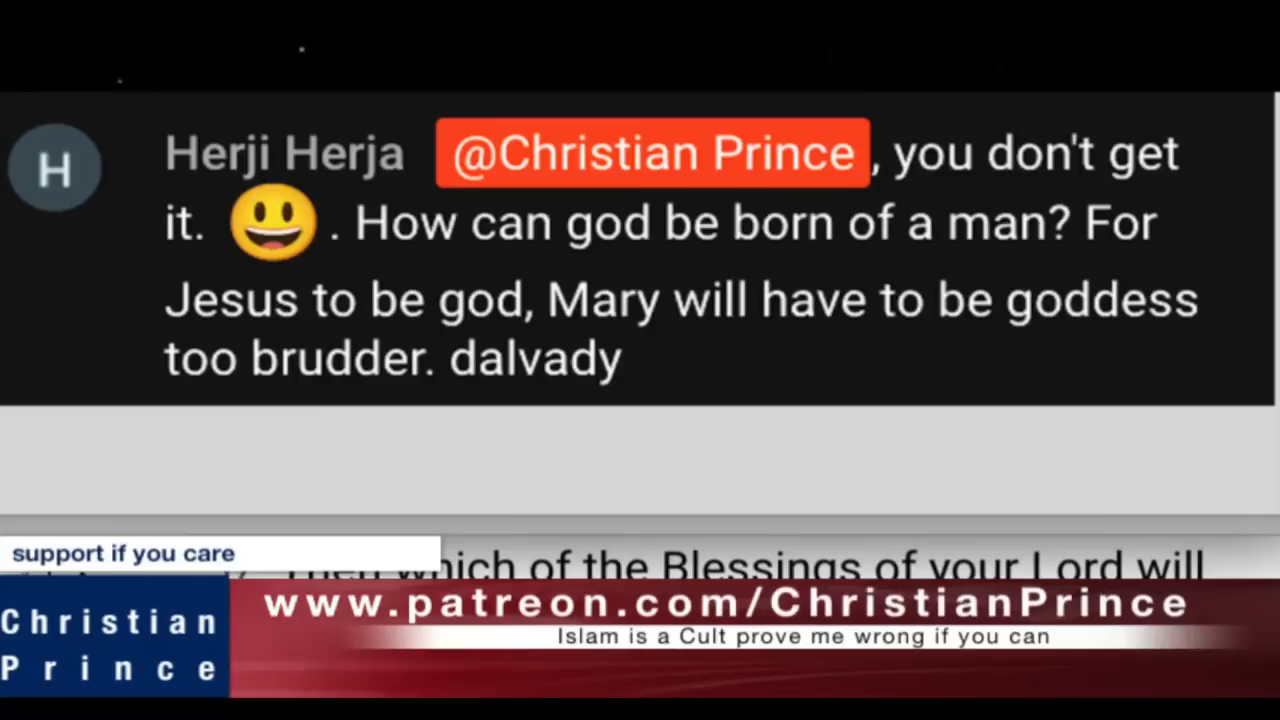 H
Herji Herja @Christian Prince, you don't get
it. 😃 . How can god be born of a man? For
Jesus to be god, Mary will have to be goddess
too brudder. dalvady
support if you care
which of the Blessings of your Lord will
www.patreon.com/ChristianPrince
Islam is a Cult prove me wrong if you can
Christian
Prince